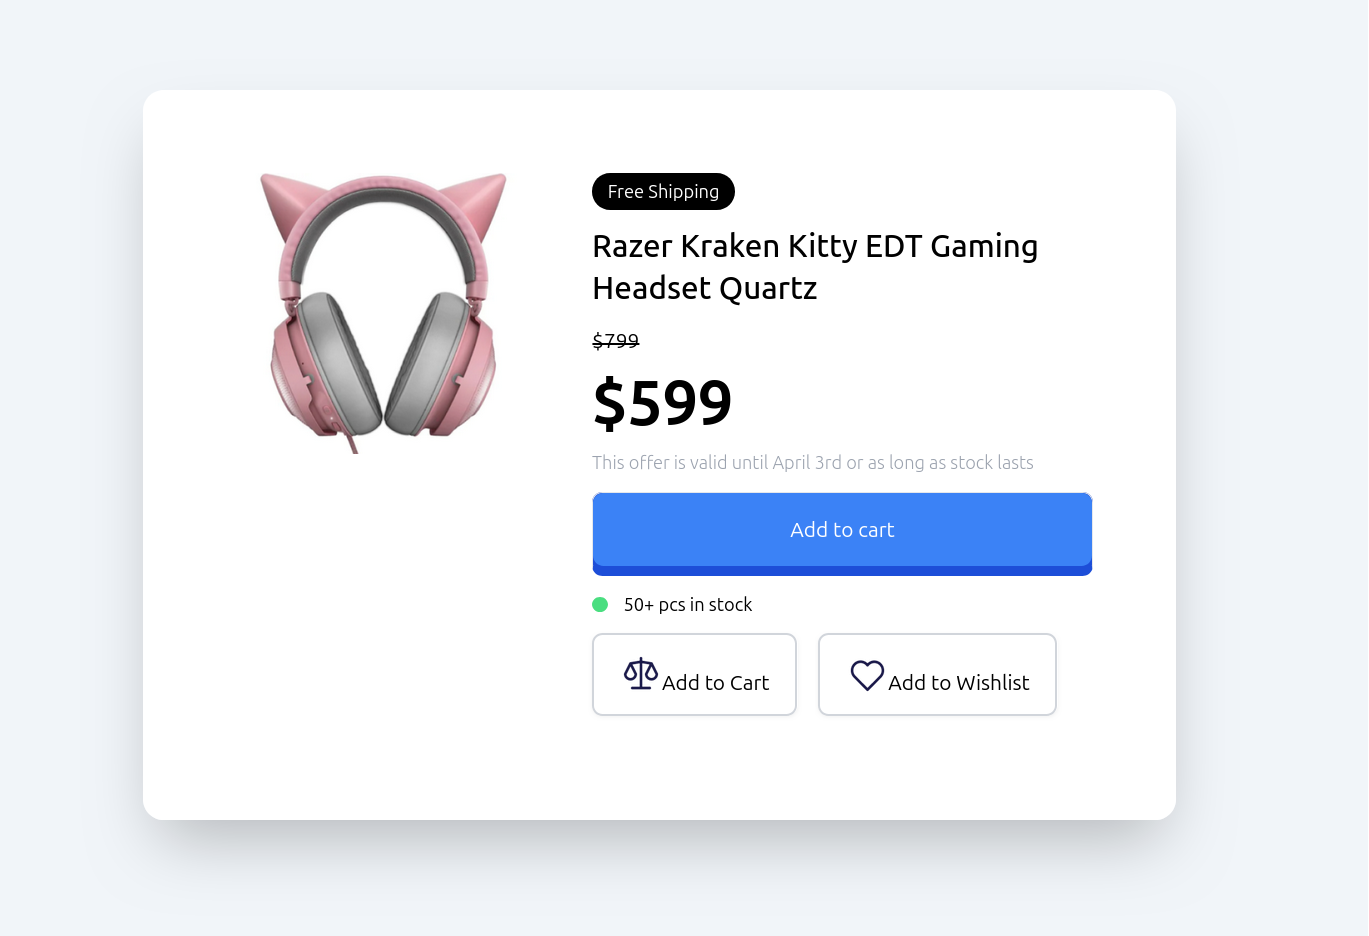 Free Shipping
Razer Kraken Kitty EDT Gaming
Headset Quartz
$799
$599
This offer is valid until April 3rd or as long as stock lasts
Add to cart
50+ pcs in stock
Add to Cart
Add to Wishlist